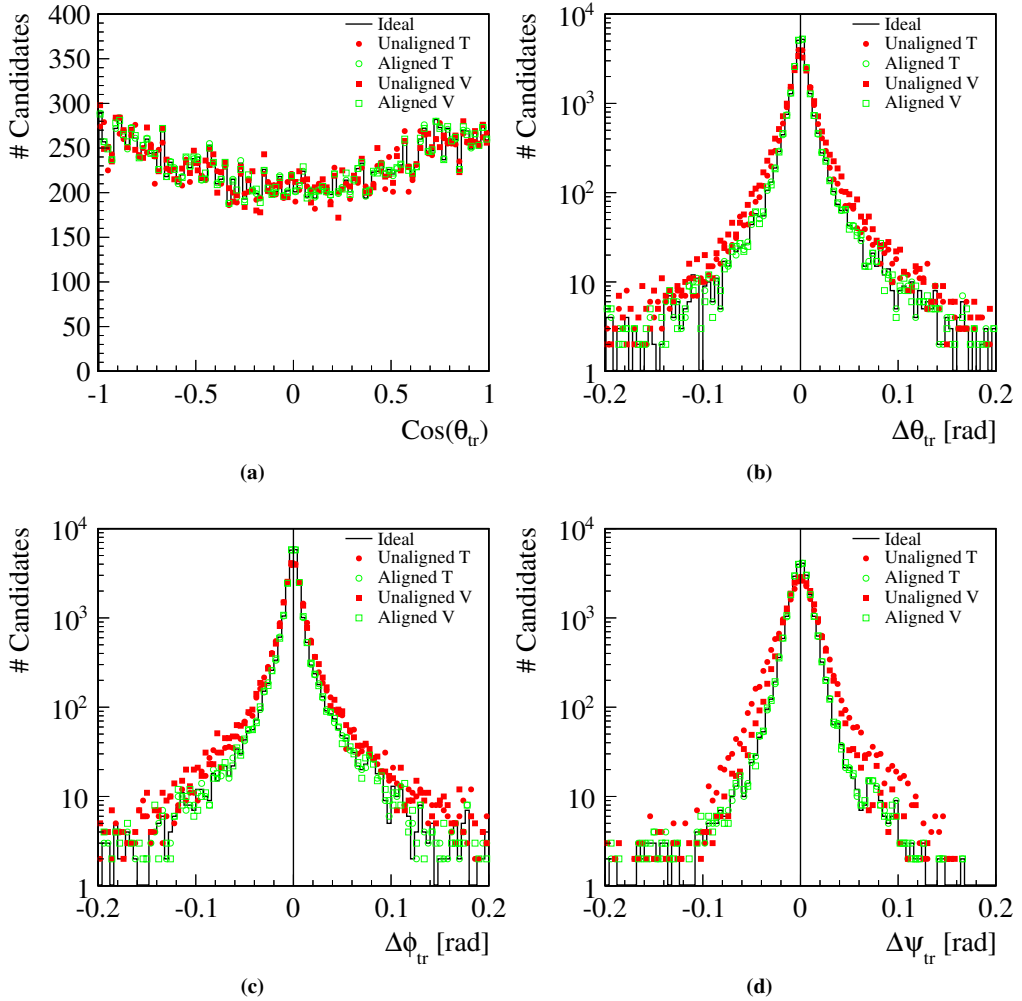 # Candidates
400
350
300
250
200
150
100
50
0
-1 -0.5 0 0.5 1
Cos(θtr)
Ideal
Unaligned T
Aligned T
Unaligned V
Aligned V
(a)
# Candidates
10^4
10^3
10^2
10
1
-0.2 -0.1 0 0.1 0.2
Δθtr [rad]
Ideal
Unaligned T
Aligned T
Unaligned V
Aligned V
(b)
# Candidates
10^4
10^3
10^2
10
1
-0.2 -0.1 0 0.1 0.2
Δϕtr [rad]
Ideal
Unaligned T
Aligned T
Unaligned V
Aligned V
(c)
# Candidates
10^4
10^3
10^2
10
1
-0.2 -0.1 0 0.1 0.2
Δψtr [rad]
Ideal
Unaligned T
Aligned T
Unaligned V
Aligned V
(d)